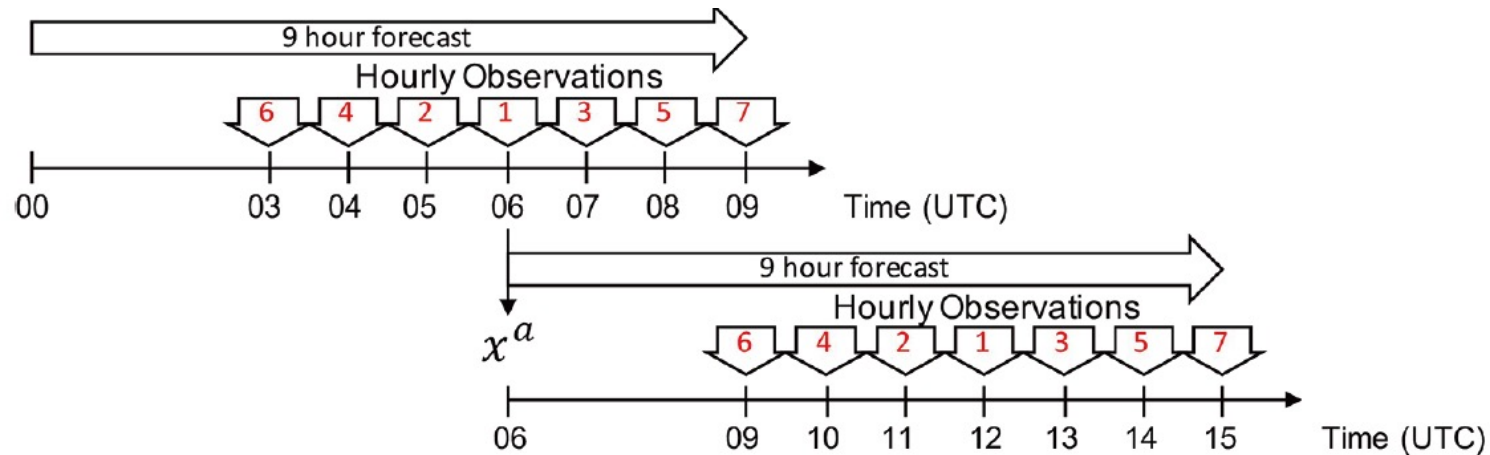 9 hour forecast
Hourly Observations
6 4 2 1 3 5 7
00 03 04 05 06 07 08 09 Time (UTC)
9 hour forecast
Hourly Observations
x^a
6 4 2 1 3 5 7
06 09 10 11 12 13 14 15 Time (UTC)